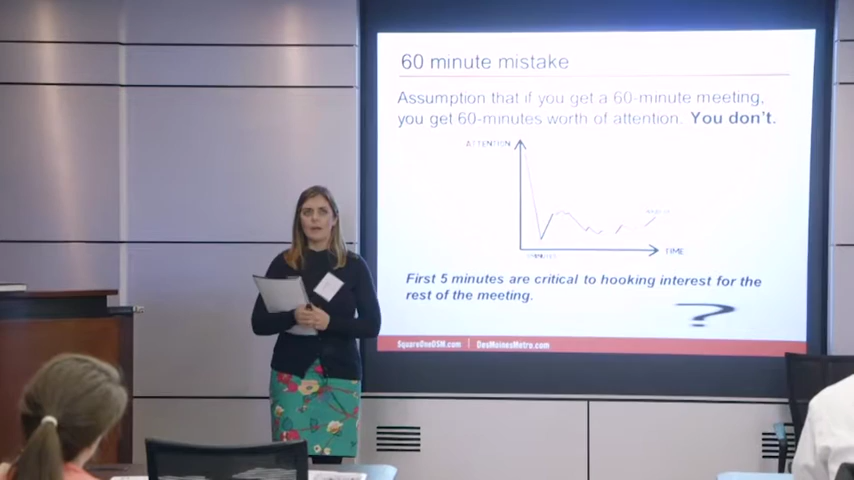 60 minute mistake
Assumption that if you get a 60-minute meeting,
you get 60-minutes worth of attention. You don't.
ATTENTION
TIME
First 5 minutes are critical to hooking interest for the
rest of the meeting.
?
SquareOneDSM.com | DesMoinesMetro.com